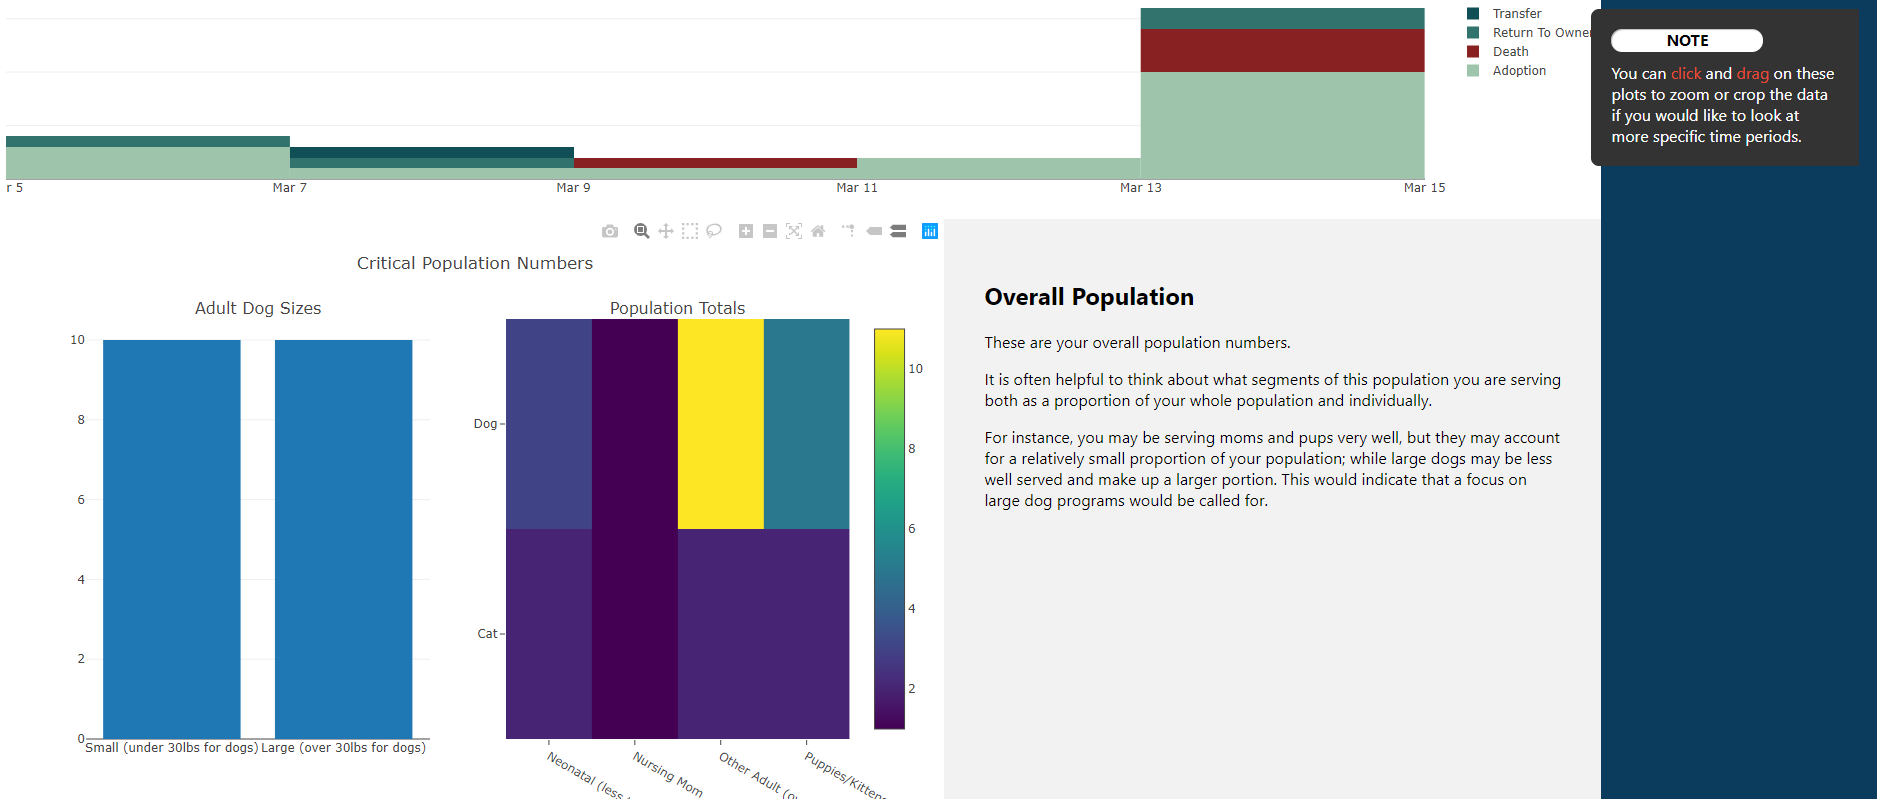 Transfer
Return To Owner
Death
Adoption
r 5
Mar 7
Mar 9
Mar 11
Mar 13
Mar 15
NOTE
You can click and drag on these
plots to zoom or crop the data
if you would like to look at
more specific time periods.
Critical Population Numbers
Adult Dog Sizes
10
8
6
4
2
0
Small (under 30lbs for dogs)
Large (over 30lbs for dogs)
Population Totals
Dog
Cat
Neonatal (less
Nursing Mom
Other Adult (o
Puppies/Kittens
10
8
6
4
2
Overall Population
These are your overall population numbers.
It is often helpful to think about what segments of this population you are serving
both as a proportion of your whole population and individually.
For instance, you may be serving moms and pups very well, but they may account
for a relatively small proportion of your population; while large dogs may be less
well served and make up a larger portion. This would indicate that a focus on
large dog programs would be called for.